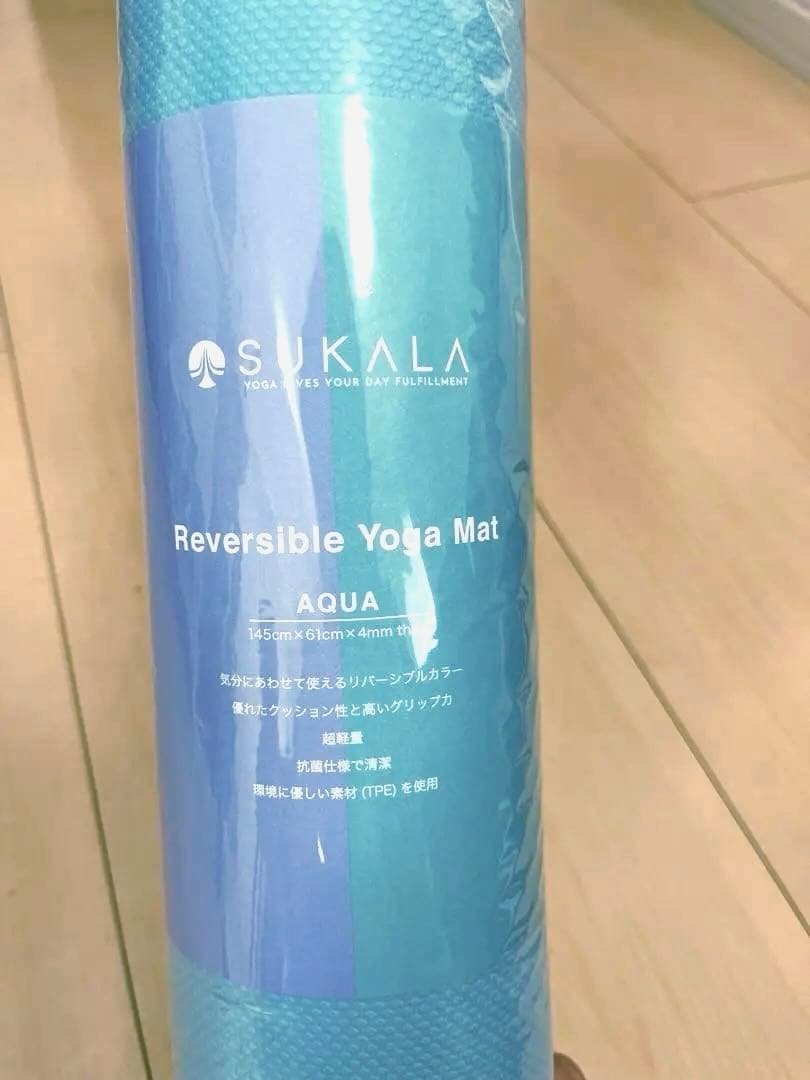 SUKALA
YOGA GIVES YOUR DAY FULFILLMENT
Reversible Yoga Mat
AQUA
145cm×61cm×4mm
気分にあわせて使えるリバーシブルカラー
優れたクッション性と高いグリップ力
超軽量
抗菌仕様で清潔
環境に優しい素材(TPE)を使用